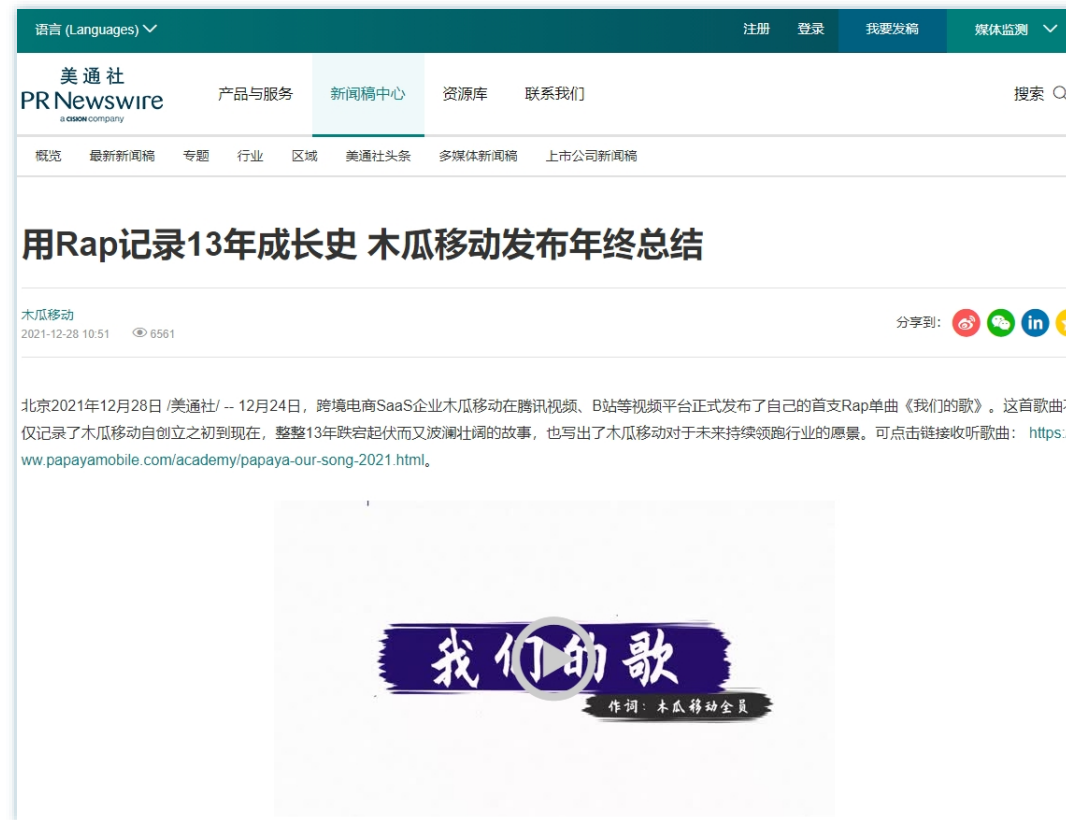 语言 (Languages)
注册 登录 我要发稿 媒体监测
美通社
PR Newswire
a CISION company
产品与服务 新闻稿中心 资源库 联系我们
搜索
概览 最新新闻稿 专题 行业 区域 美通社头条 多媒体新闻稿 上市公司新闻稿
用Rap记录13年成长史 木瓜移动发布年终总结
木瓜移动
2021-12-28 10:51 6561
分享到:
in
北京2021年12月28日 /美通社/ -- 12月24日，跨境电商SaaS企业木瓜移动在腾讯视频、B站等视频平台正式发布了自己的首支Rap单曲《我们的歌》。这首歌曲
仅记录了木瓜移动自创立之初到现在，整整13年跌宕起伏而又波澜壮阔的故事，也写出了木瓜移动对于未来持续领跑行业的愿景。可点击链接收听歌曲： https:
ww.papayamobile.com/academy/papaya-our-song-2021.html。
我们的歌
作词：木瓜移动全员